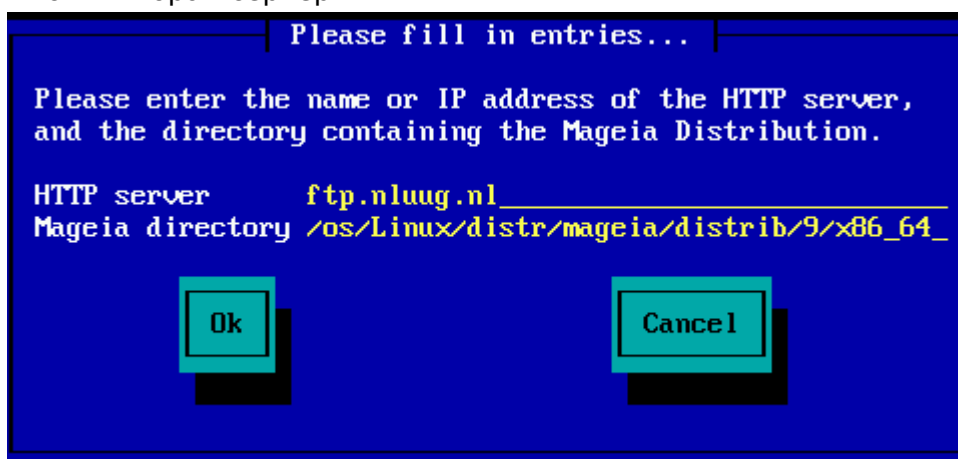 Please fill in entries...
Please enter the name or IP address of the HTTP server,
and the directory containing the Mageia Distribution.
HTTP server ftp.nluug.nl
Mageia directory /os/Linux/distr/mageia/distrib/9/x86_64_
Ok Cancel